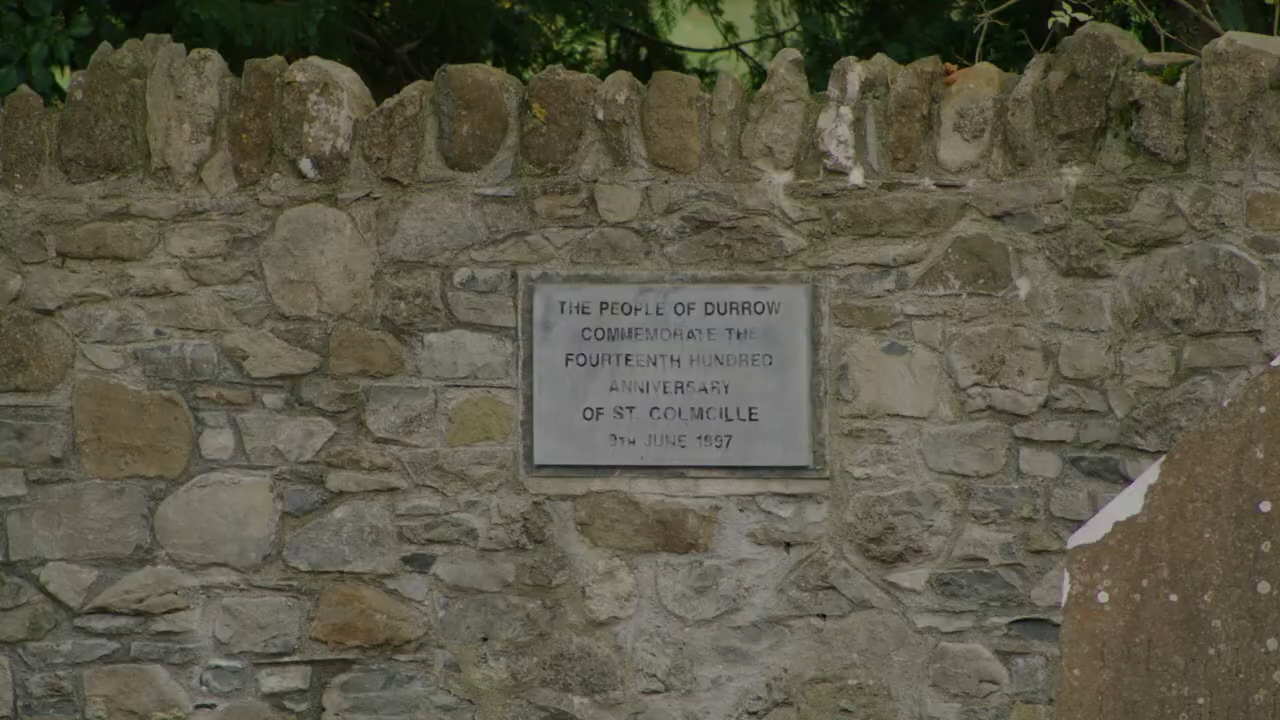 THE PEOPLE OF DURROW
COMMEMORATE THE
FOURTEENTH HUNDRED
ANNIVERSARY
OF ST. COLMCILLE
9TH JUNE 1997